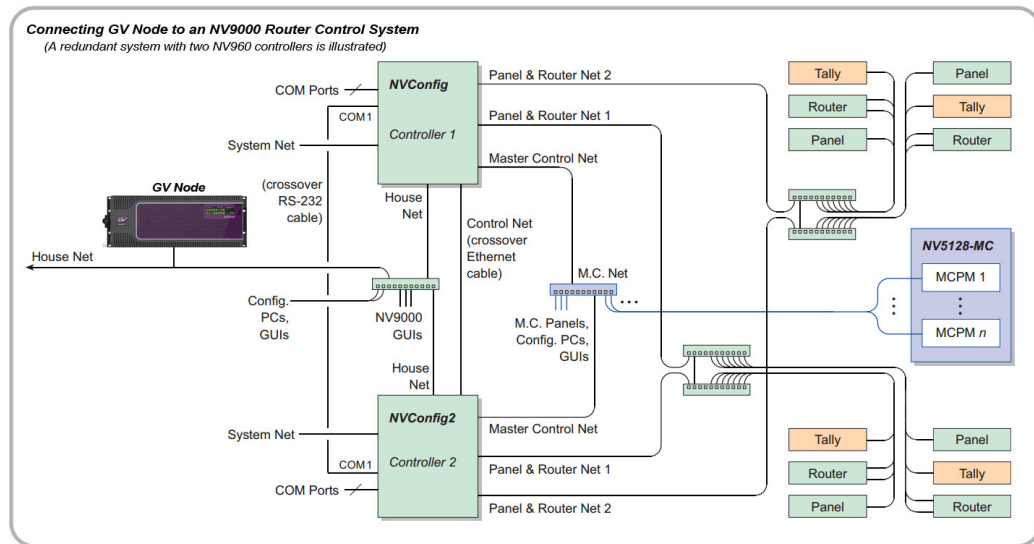 Connecting GV Node to an NV9000 Router Control System
(A redundant system with two NV960 controllers is illustrated)
NVConfig
Controller 1
COM Ports
COM1
System Net
(crossover
RS-232
cable)
Panel & Router Net 2
Panel & Router Net 1
Master Control Net
House
Net
Control Net
(crossover
Ethernet
cable)
GV Node
GV
House Net
Config.
PCs,
GUIs
NV9000
GUIs
M.C. Net
...
M.C. Panels,
Config. PCs,
GUIs
Tally
Router
Panel
Panel
Tally
Router
NV5128-MC
MCPM 1
...
...
...
MCPM n
House
Net
NVConfig2
Controller 2
System Net
COM1
COM Ports
Master Control Net
Panel & Router Net 1
Panel & Router Net 2
Tally
Router
Panel
Panel
Tally
Router